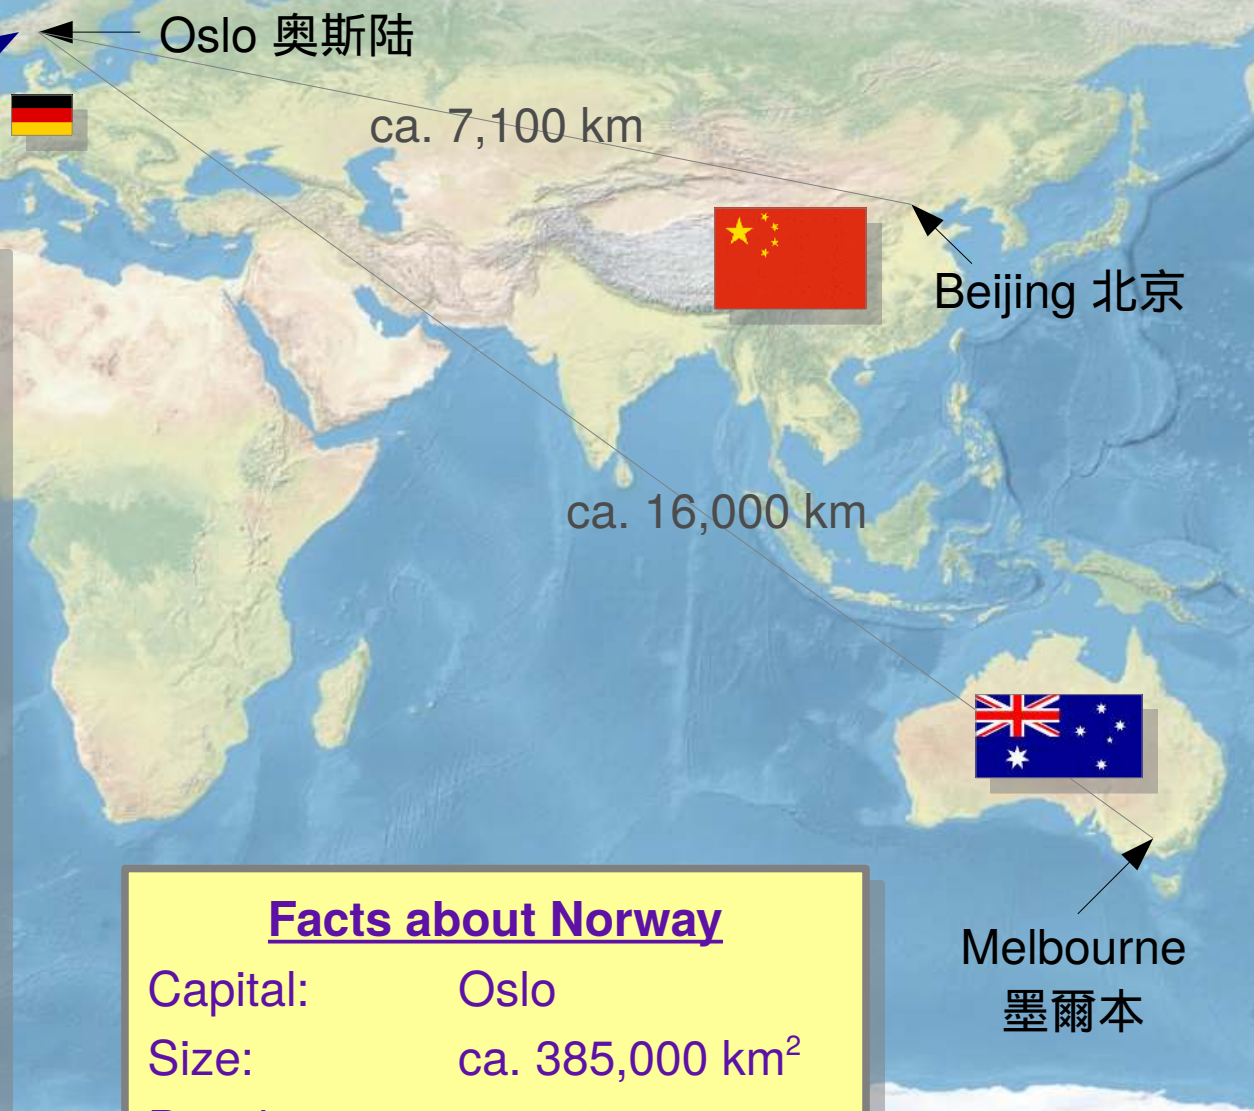 Oslo 奥斯陆
ca. 7,100 km
Beijing 北京
ca. 16,000 km
Melbourne
墨爾本
Facts about Norway
Capital: Oslo
Size: ca. 385,000 km²